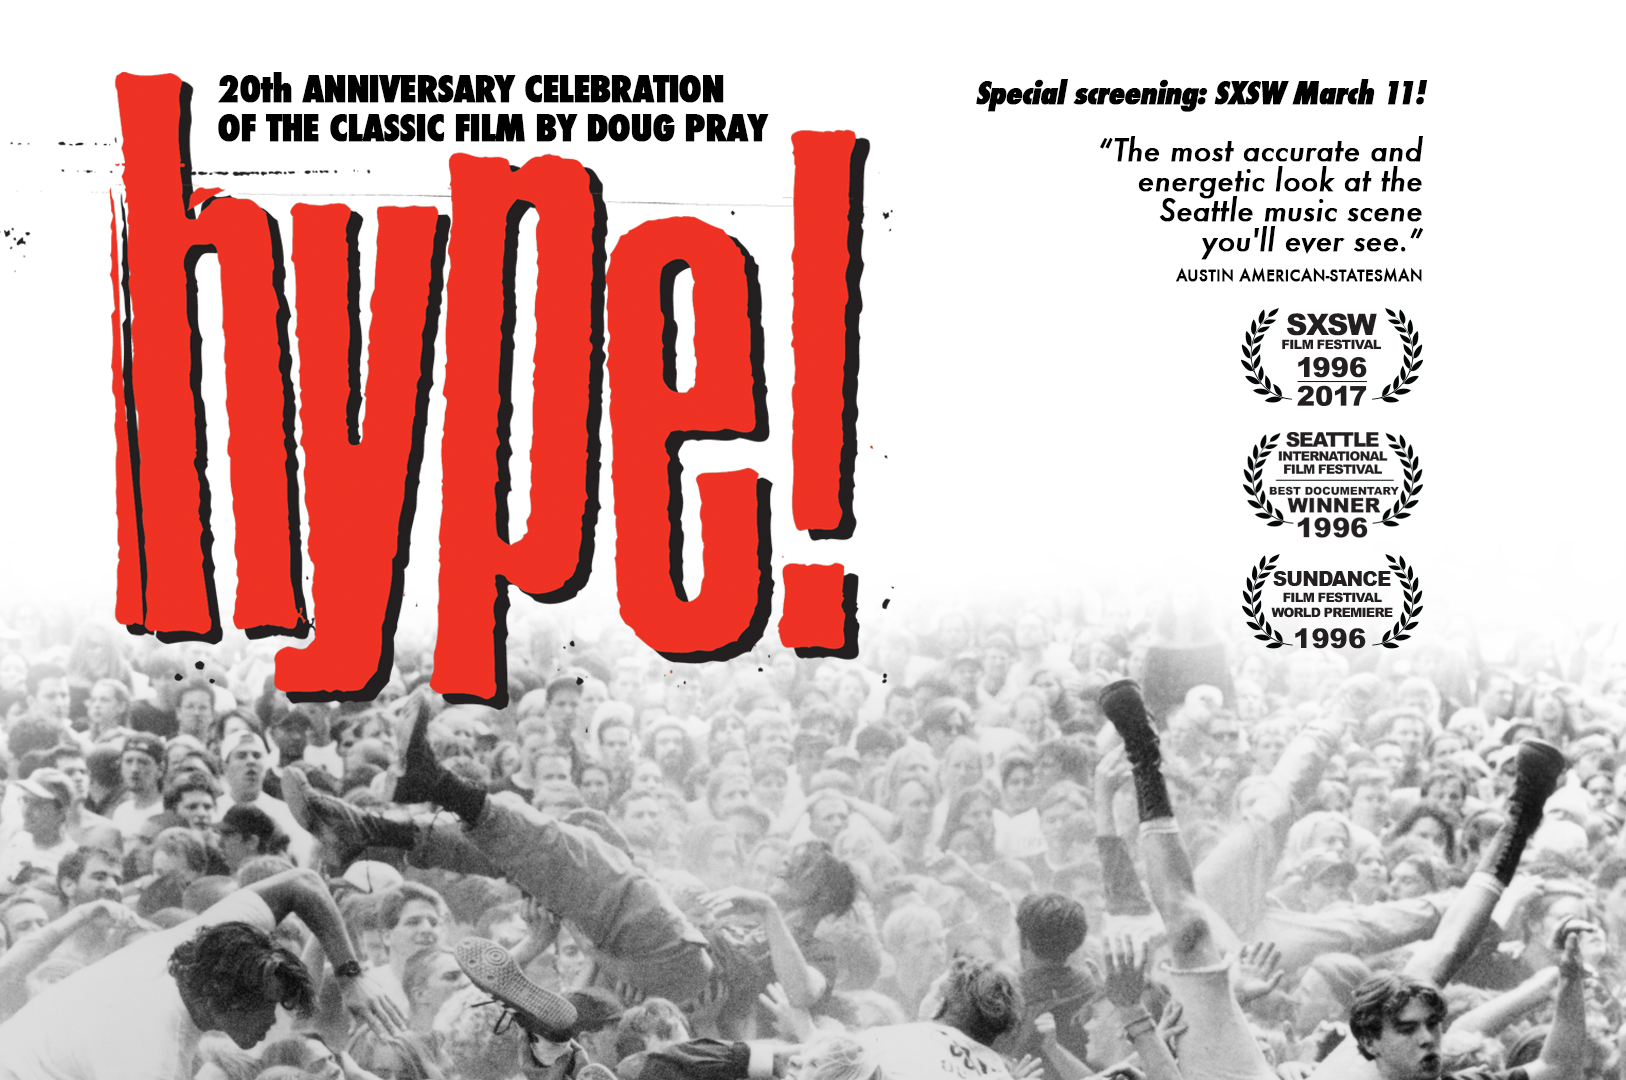 20th ANNIVERSARY CELEBRATION
OF THE CLASSIC FILM BY DOUG PRAY
hype!
Special screening: SXSW March 11!
“The most accurate and
energetic look at the
Seattle music scene
you'll ever see.”
AUSTIN AMERICAN-STATESMAN
SXSW
FILM FESTIVAL
1996
2017
SEATTLE
INTERNATIONAL
FILM FESTIVAL
BEST DOCUMENTARY
WINNER
1996
SUNDANCE
FILM FESTIVAL
WORLD PREMIERE
1996